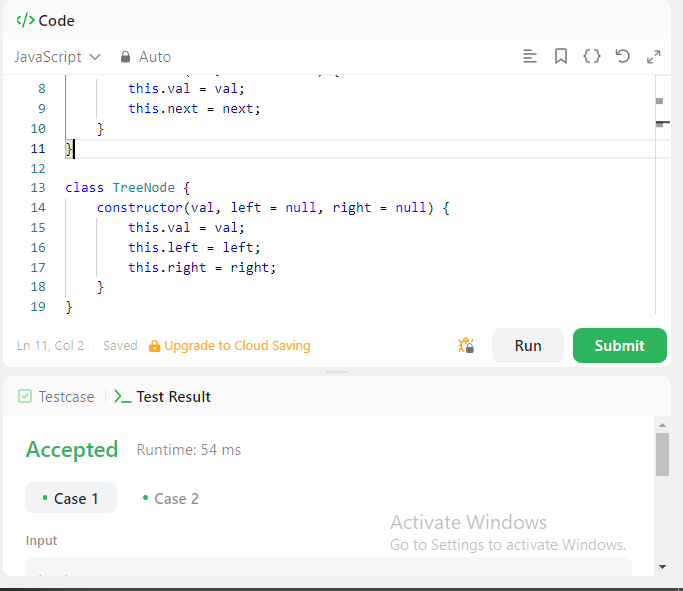 </> Code
JavaScript Auto
8 this.val = val;
9 this.next = next;
10 }
11 }
12
13 class TreeNode {
14 constructor(val, left = null, right = null) {
15 this.val = val;
16 this.left = left;
17 this.right = right;
18 }
19 }
Ln 11, Col 2 Saved Upgrade to Cloud Saving Run Submit
Testcase Test Result
Accepted Runtime: 54 ms
• Case 1 • Case 2
Input
Activate Windows
Go to Settings to activate Windows.